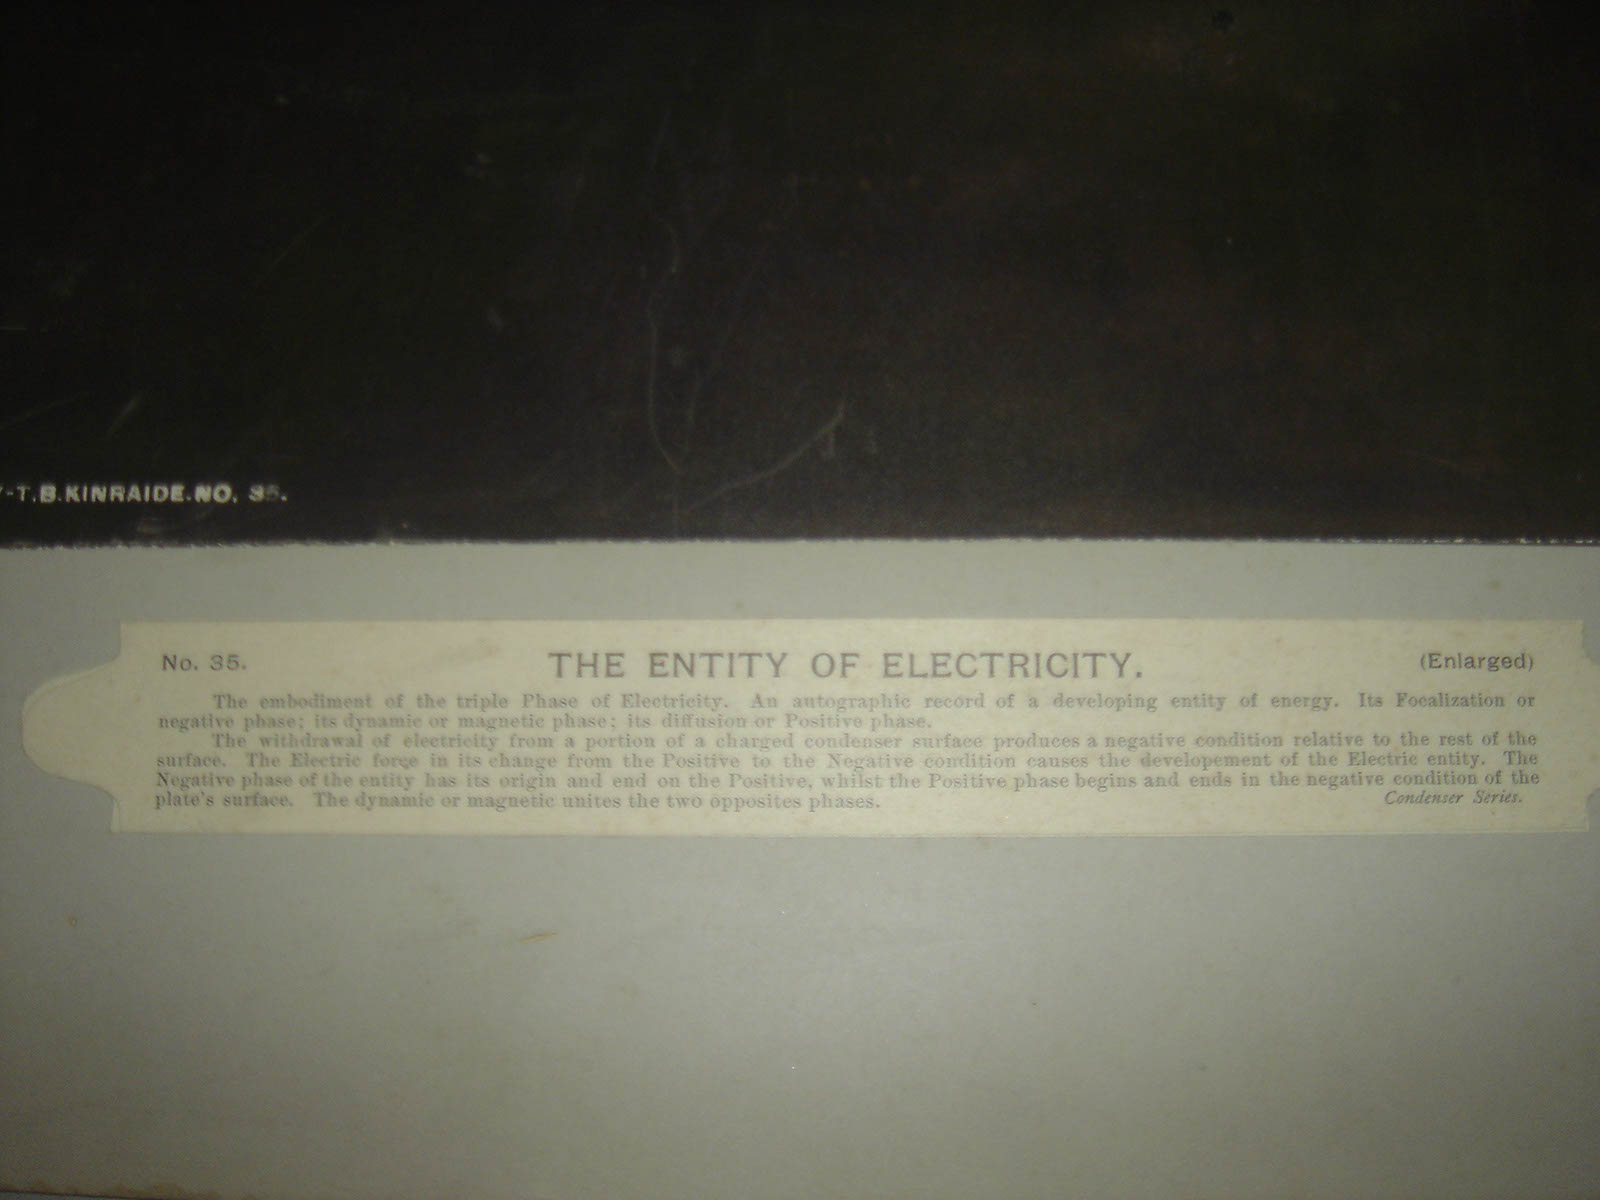 -T.B.KINRAIDE.NO. 35.
No. 35. THE ENTITY OF ELECTRICITY. (Enlarged)
The embodiment of the triple Phase of Electricity. An autographic record of a developing entity of energy. Its Focalization or
negative phase; its dynamic or magnetic phase; its diffusion or Positive phase.
The withdrawal of electricity from a portion of a charged condenser surface produces a negative condition relative to the rest of the
surface. The Electric force in its change from the Positive to the Negative condition causes the developement of the Electric entity. The
Negative phase of the entity has its origin and end on the Positive, whilst the Positive phase begins and ends in the negative condition of the
plate's surface. The dynamic or magnetic unites the two opposites phases. Condenser Series.